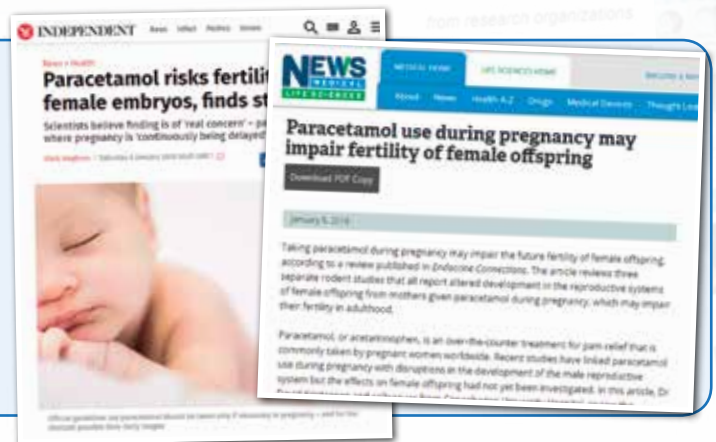 from research organizations
INDEPENDENT News
News > Health
Paracetamol risks fertili
female embryos, finds st
Scientists believe finding is of 'real concern' – pa
where pregnancy is 'continuously being delayed'
NEWS
MEDICAL
LIFE SCIENCES
MEDICAL HOME LIFE SCIENCES HOME
About News Health A-Z Drugs Medical Devices Thought Lea
Paracetamol use during pregnancy may
impair fertility of female offspring
Download PDF Copy
Taking paracetamol during pregnancy may impair the future fertility of female offspring,
according to a review published in Endocrine Connections. The article reviews three
separate rodent studies that all report altered development in the reproductive systems
of female offspring from mothers given paracetamol during pregnancy, which may impair
their fertility in adulthood.
Paracetamol, or acetaminophen, is an over-the-counter treatment for pain relief that is
commonly taken by pregnant women worldwide. Recent studies have linked paracetamol
use during pregnancy with disruptions in the development of the male reproductive
system but the effects on female offspring had not yet been investigated. In this article, Dr